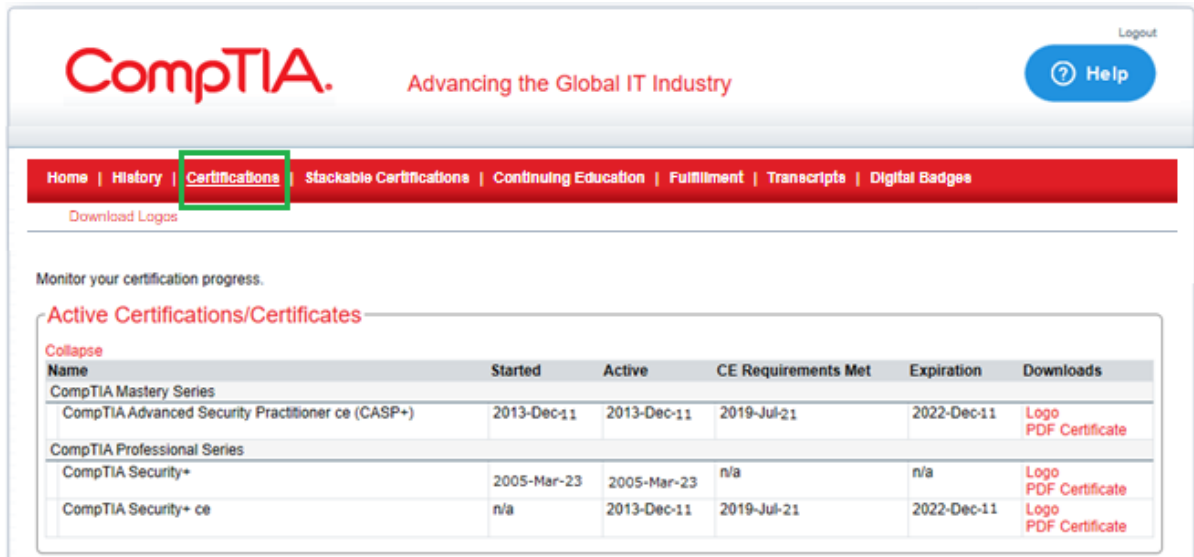 Logout
CompTIA.
Advancing the Global IT Industry
? Help
Home | History | Certifications | Stackable Certifications | Continuing Education | Fulfillment | Transcripts | Digital Badges
Download Logos
Monitor your certification progress.
Active Certifications/Certificates
Collapse
Name Started Active CE Requirements Met Expiration Downloads
CompTIA Mastery Series
CompTIA Advanced Security Practitioner ce (CASP+) 2013-Dec-11 2013-Dec-11 2019-Jul-21 2022-Dec-11 Logo
PDF Certificate
CompTIA Professional Series
CompTIA Security+ 2005-Mar-23 2005-Mar-23 n/a n/a Logo
PDF Certificate
CompTIA Security+ ce n/a 2013-Dec-11 2019-Jul-21 2022-Dec-11 Logo
PDF Certificate